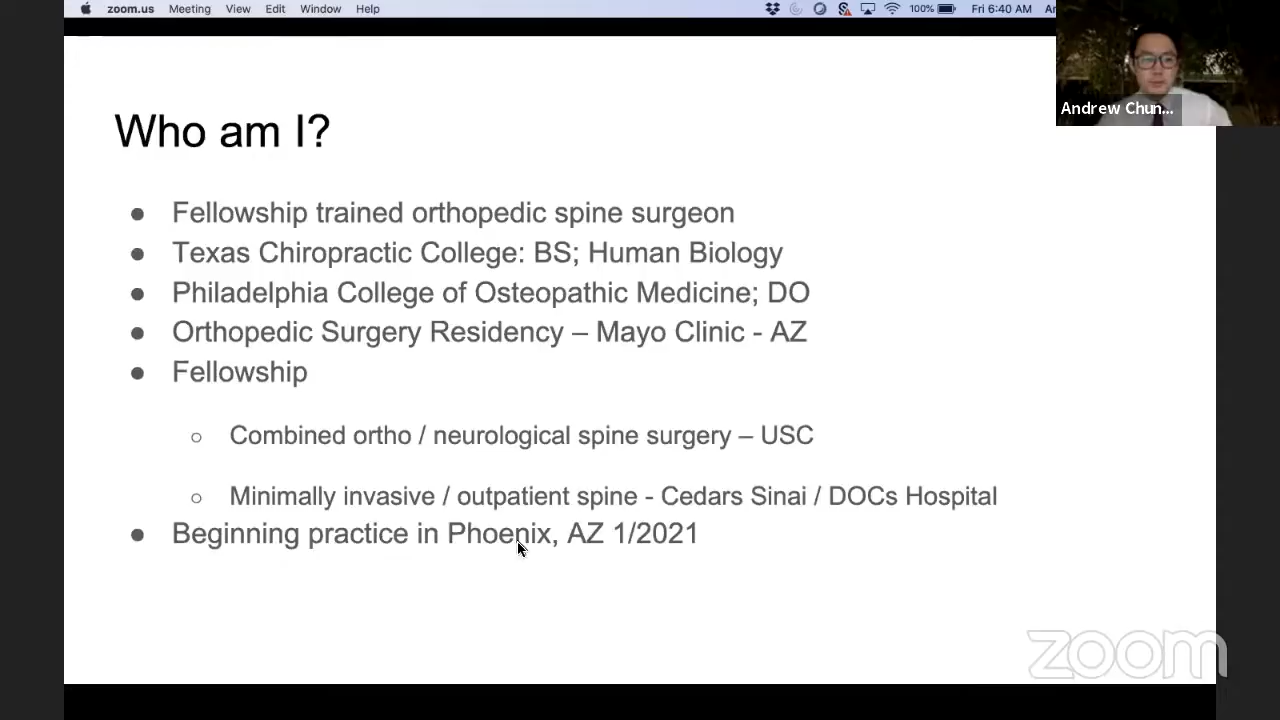 zoom.us Meeting View Edit Window Help 100% Fri 6:40 AM
Andrew Chun...
Who am I?
● Fellowship trained orthopedic spine surgeon
● Texas Chiropractic College: BS; Human Biology
● Philadelphia College of Osteopathic Medicine; DO
● Orthopedic Surgery Residency – Mayo Clinic - AZ
● Fellowship
○ Combined ortho / neurological spine surgery – USC
○ Minimally invasive / outpatient spine - Cedars Sinai / DOCs Hospital
● Beginning practice in Phoenix, AZ 1/2021
zoom